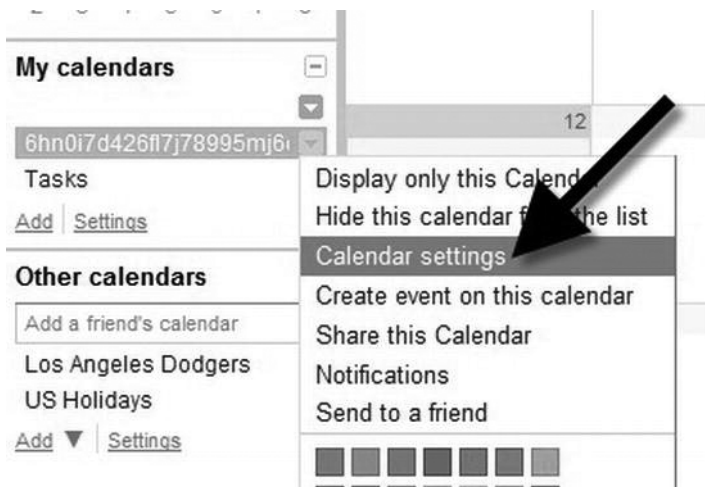 My calendars
12
6hn0i7d426fl7j78995mj6
Tasks
Add Settings
Other calendars
Add a friend's calendar
Los Angeles Dodgers
US Holidays
Add ▼ Settings
Display only this Calendar
Hide this calendar the list
Calendar settings
Create event on this calendar
Share this Calendar
Notifications
Send to a friend